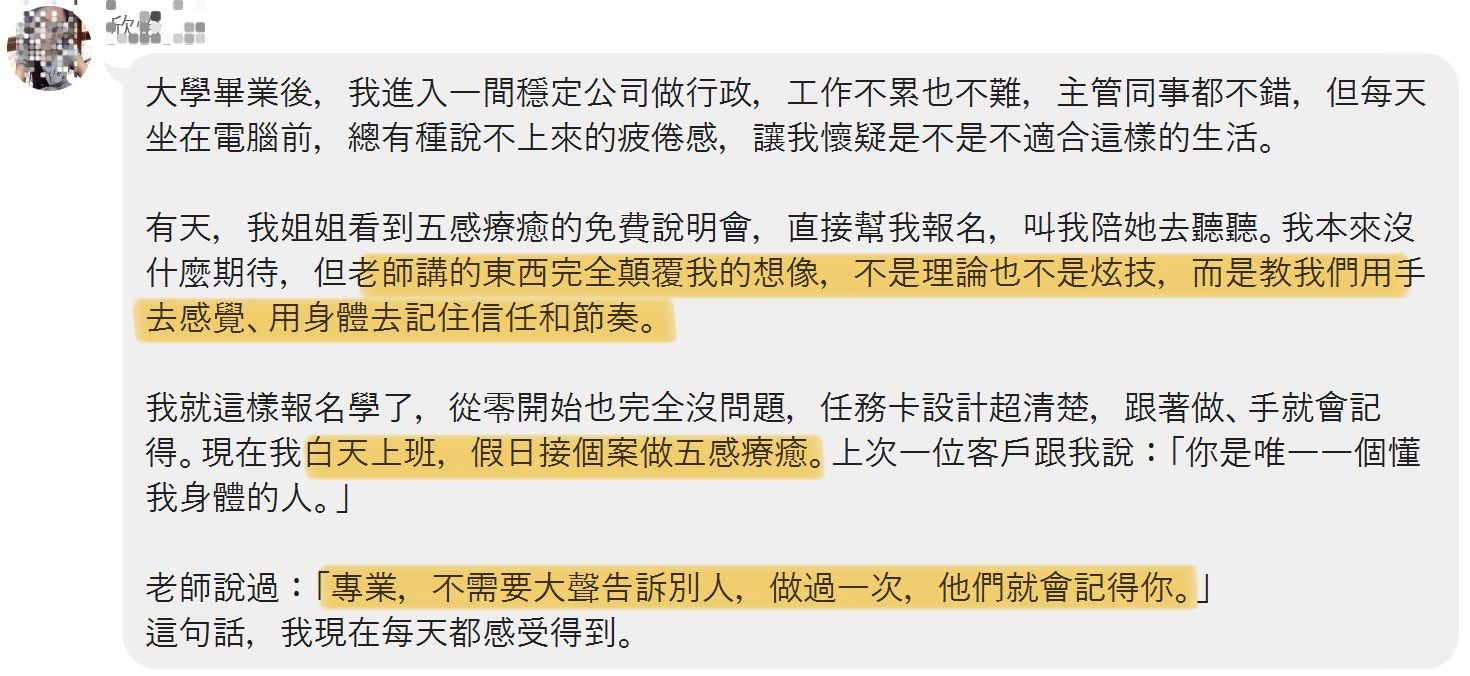 大學畢業後，我進入一間穩定公司做行政，工作不累也不難，主管同事都不錯，但每天
坐在電腦前，總有種說不上來的疲倦感，讓我懷疑是不是不適合這樣的生活。
有天，我姐姐看到五感療癒的免費說明會，直接幫我報名，叫我陪她去聽聽。我本來沒
什麼期待，但老師講的東西完全顛覆我的想像，不是理論也不是炫技，而是教我們用手
去感覺、用身體去記住信任和節奏。
我就這樣報名學了，從零開始也完全沒問題，任務卡設計超清楚，跟著做、手就會記
得。現在我白天上班，假日接個案做五感療癒。上次一位客戶跟我說：「你是唯一一個懂
我身體的人。」
老師說過：「專業，不需要大聲告訴別人，做過一次，他們就會記得你。」
這句話，我現在每天都感受得到。